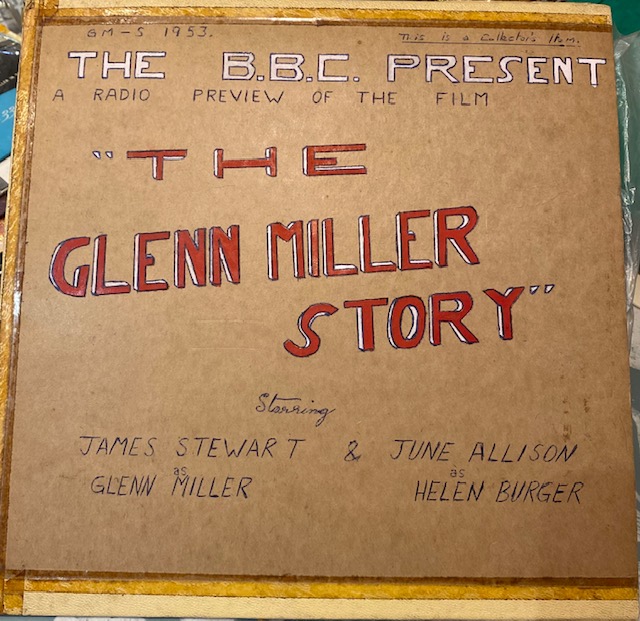 GM-S 1953.
This is a Collector's Item.
THE B.B.C. PRESENT
A RADIO PREVIEW OF THE FILM
"THE
GLENN MILLER
STORY"
Starring
JAMES STEWART & JUNE ALLISON
as as
GLENN MILLER HELEN BURGER
33